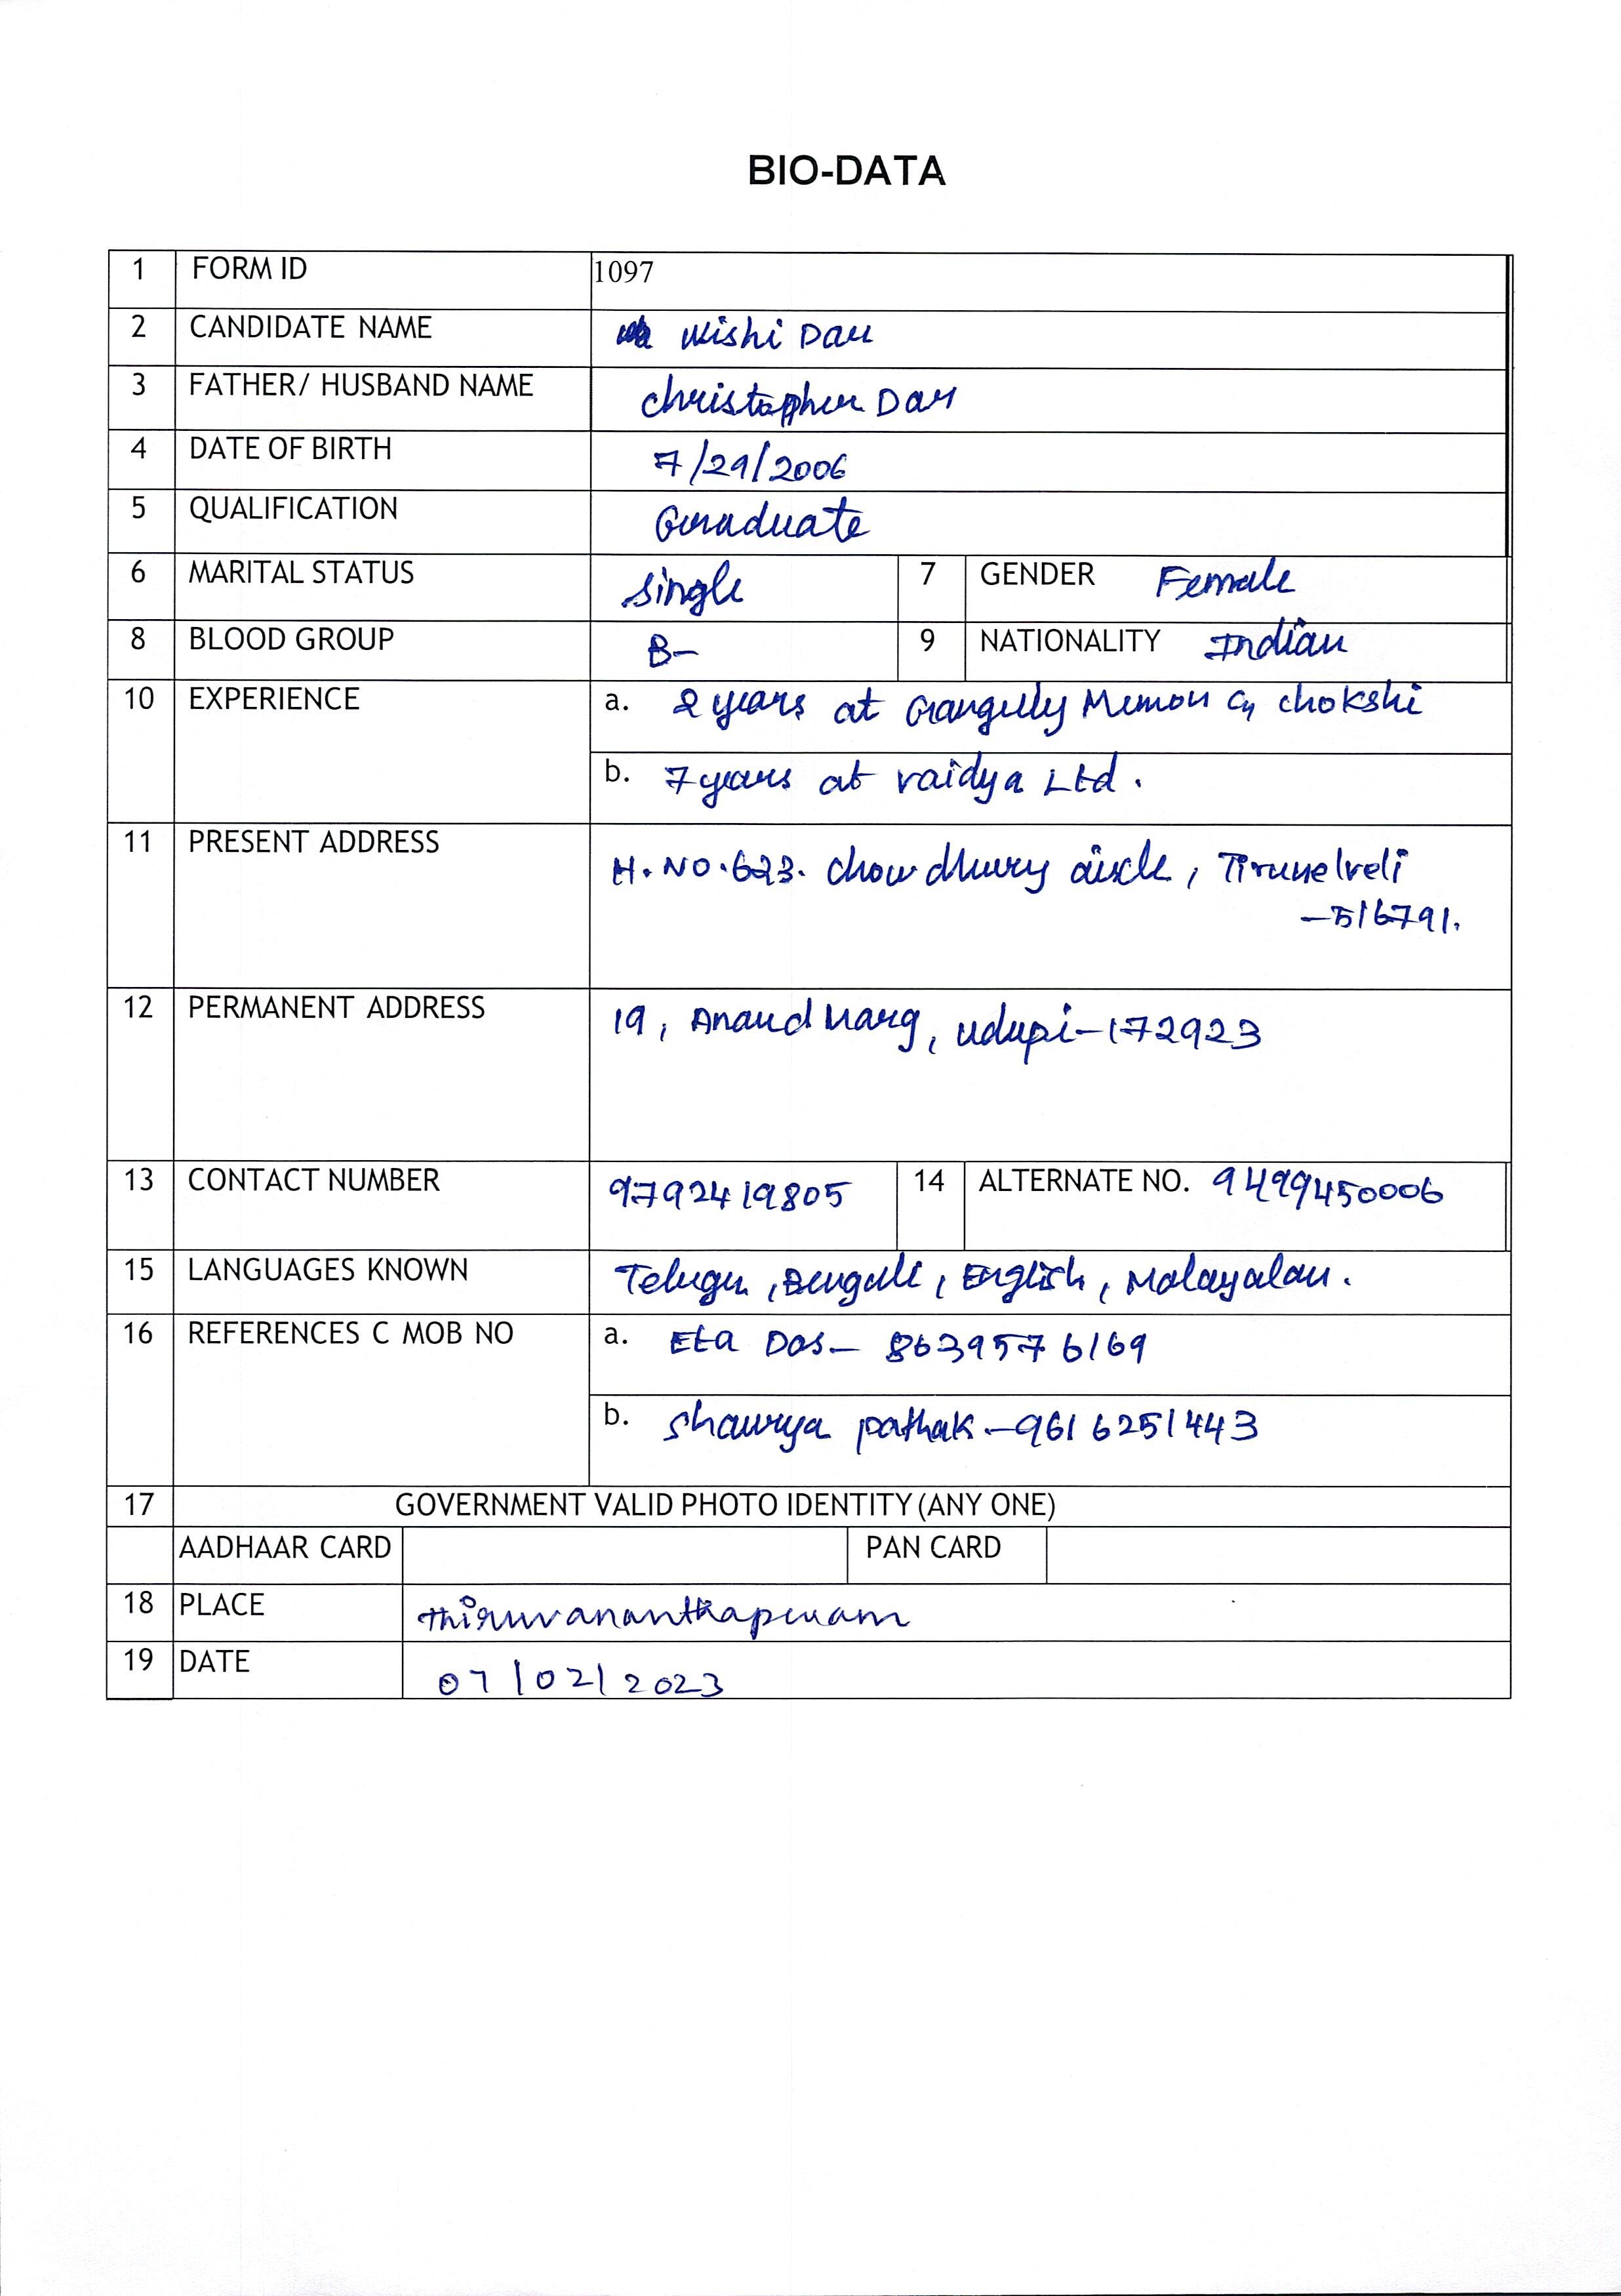 BIO-DATA
1 FORM ID 1097
2 CANDIDATE NAME Wishi Dar
3 FATHER/ HUSBAND NAME Christopher Dar
4 DATE OF BIRTH 7/29/2006
5 QUALIFICATION Graduate
6 MARITAL STATUS Single 7 GENDER Female
8 BLOOD GROUP B- 9 NATIONALITY Indian
10 EXPERIENCE a. 2 years at Ganguly Memon Cy chokshi
b. 7 years at Vaidya Ltd.
11 PRESENT ADDRESS H.NO.623. Chowdhury circle, Tirunelveli
-516791.
12 PERMANENT ADDRESS 19, Anand Marg, Udupi-172923
13 CONTACT NUMBER 9792419805 14 ALTERNATE NO. 9499450006
15 LANGUAGES KNOWN Telugu, Bengali, English, Malayalam.
16 REFERENCES C MOB NO a. Eta Das- 8639576169
b. Shaurya pathak-9616251443
17 GOVERNMENT VALID PHOTO IDENTITY (ANY ONE)
AADHAAR CARD PAN CARD
18 PLACE Thiruvananthapuram
19 DATE 07/02/2023